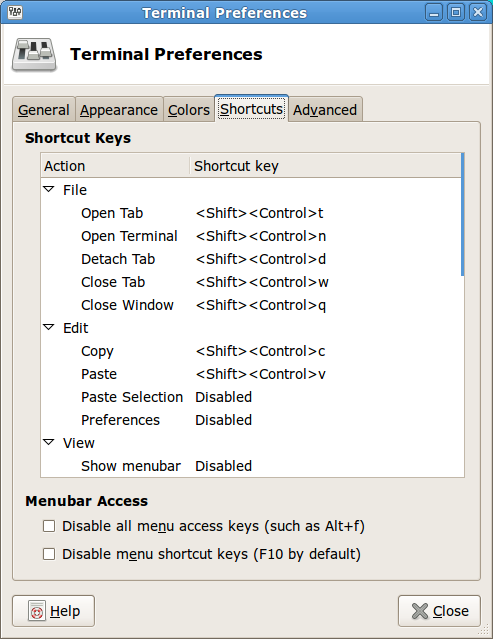 Terminal Preferences
Terminal Preferences
General Appearance Colors Shortcuts Advanced
Shortcut Keys
Action Shortcut key
File
Open Tab <Shift><Control>t
Open Terminal <Shift><Control>n
Detach Tab <Shift><Control>d
Close Tab <Shift><Control>w
Close Window <Shift><Control>q
Edit
Copy <Shift><Control>c
Paste <Shift><Control>v
Paste Selection Disabled
Preferences Disabled
View
Show menubar Disabled
Menubar Access
Disable all menu access keys (such as Alt+f)
Disable menu shortcut keys (F10 by default)
Help Close